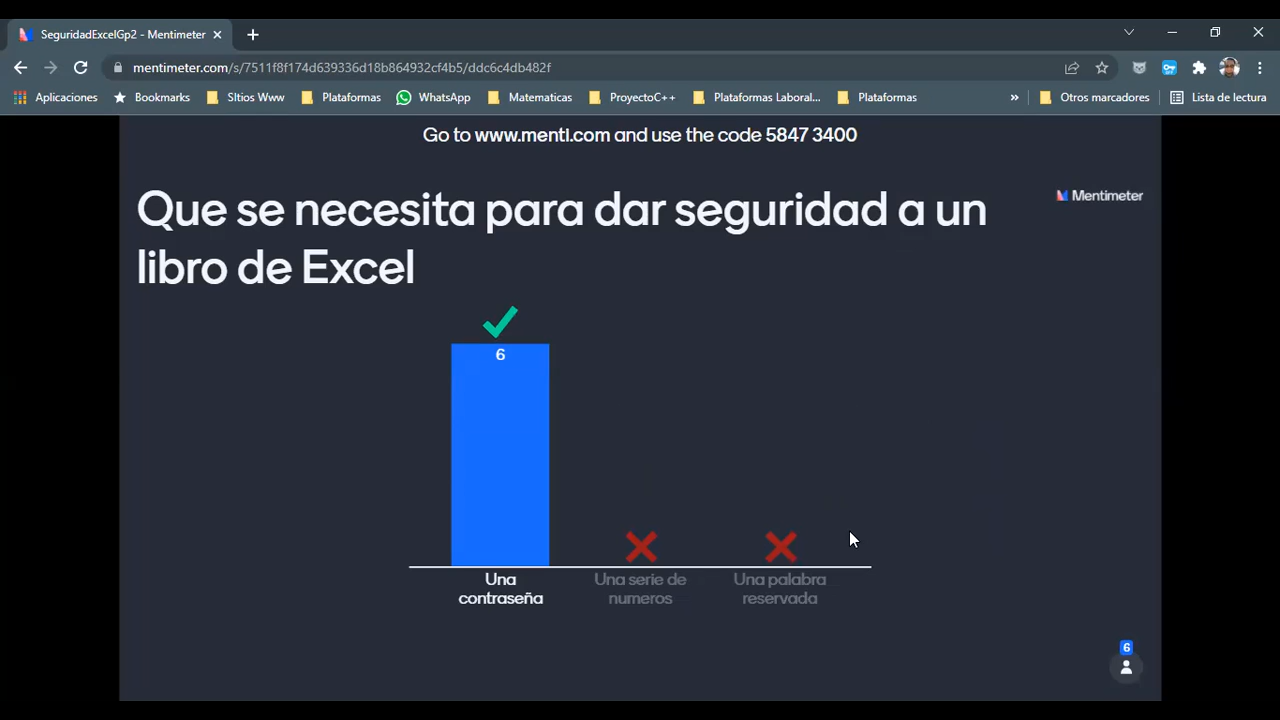 SeguridadExcelGp2 - Mentimeter
mentimeter.com/s/7511f8f174d639336d18b864932cf4b5/ddc6c4db482f
Aplicaciones Bookmarks SItios Www Plataformas WhatsApp Matematicas ProyectoC++ Plataformas Laboral... Plataformas » Otros marcadores Lista de lectura
Go to www.menti.com and use the code 5847 3400
Que se necesita para dar seguridad a un
libro de Excel
Mentimeter
6
Una
contraseña
Una serie de
numeros
Una palabra
reservada
6